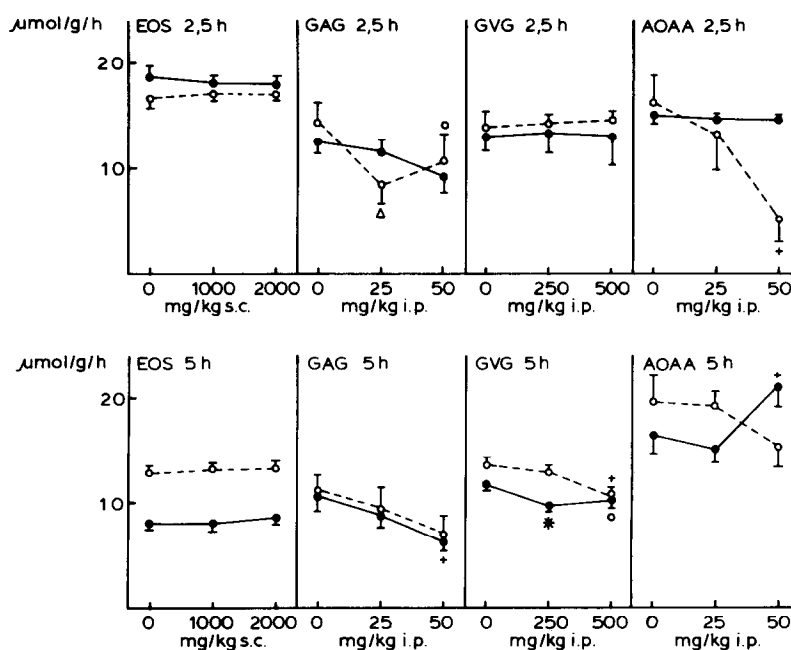 μmol/g/h
EOS 2,5 h
GAG 2,5 h
GVG 2,5 h
AOAA 2,5 h
20
10
0 1000 2000
0 25 50
0 250 500
0 25 50
mg/kg s.c.
mg/kg i.p.
mg/kg i.p.
mg/kg i.p.
μmol/g/h
EOS 5 h
GAG 5 h
GVG 5 h
AOAA 5 h
20
10
0 1000 2000
0 25 50
0 250 500
0 25 50
mg/kg s.c.
mg/kg i.p.
mg/kg i.p.
mg/kg i.p.